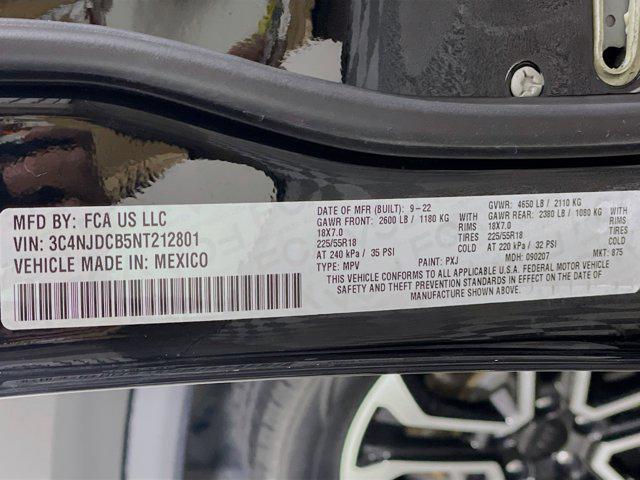 MFD BY: FCA US LLC
VIN: 3C4NJDCB5NT212801
VEHICLE MADE IN: MEXICO
DATE OF MFR (BUILT): 9-22 GVWR: 4650 LB / 2110 KG
GAWR FRONT: 2600 LB / 1180 KG WITH GAWR REAR: 2380 LB / 1080 KG WITH
18X7.0 RIMS 18X7.0 RIMS
225/55R18 TIRES 225/55R18 TIRES
AT 240 kPa / 35 PSI COLD AT 220 kPa / 32 PSI COLD
TYPE: MPV PAINT: PXJ MDH: 090207 MKT: 875
THIS VEHICLE CONFORMS TO ALL APPLICABLE U.S.A. FEDERAL MOTOR VEHICLE
SAFETY AND THEFT PREVENTION STANDARDS IN EFFECT ON THE DATE OF
MANUFACTURE SHOWN ABOVE.